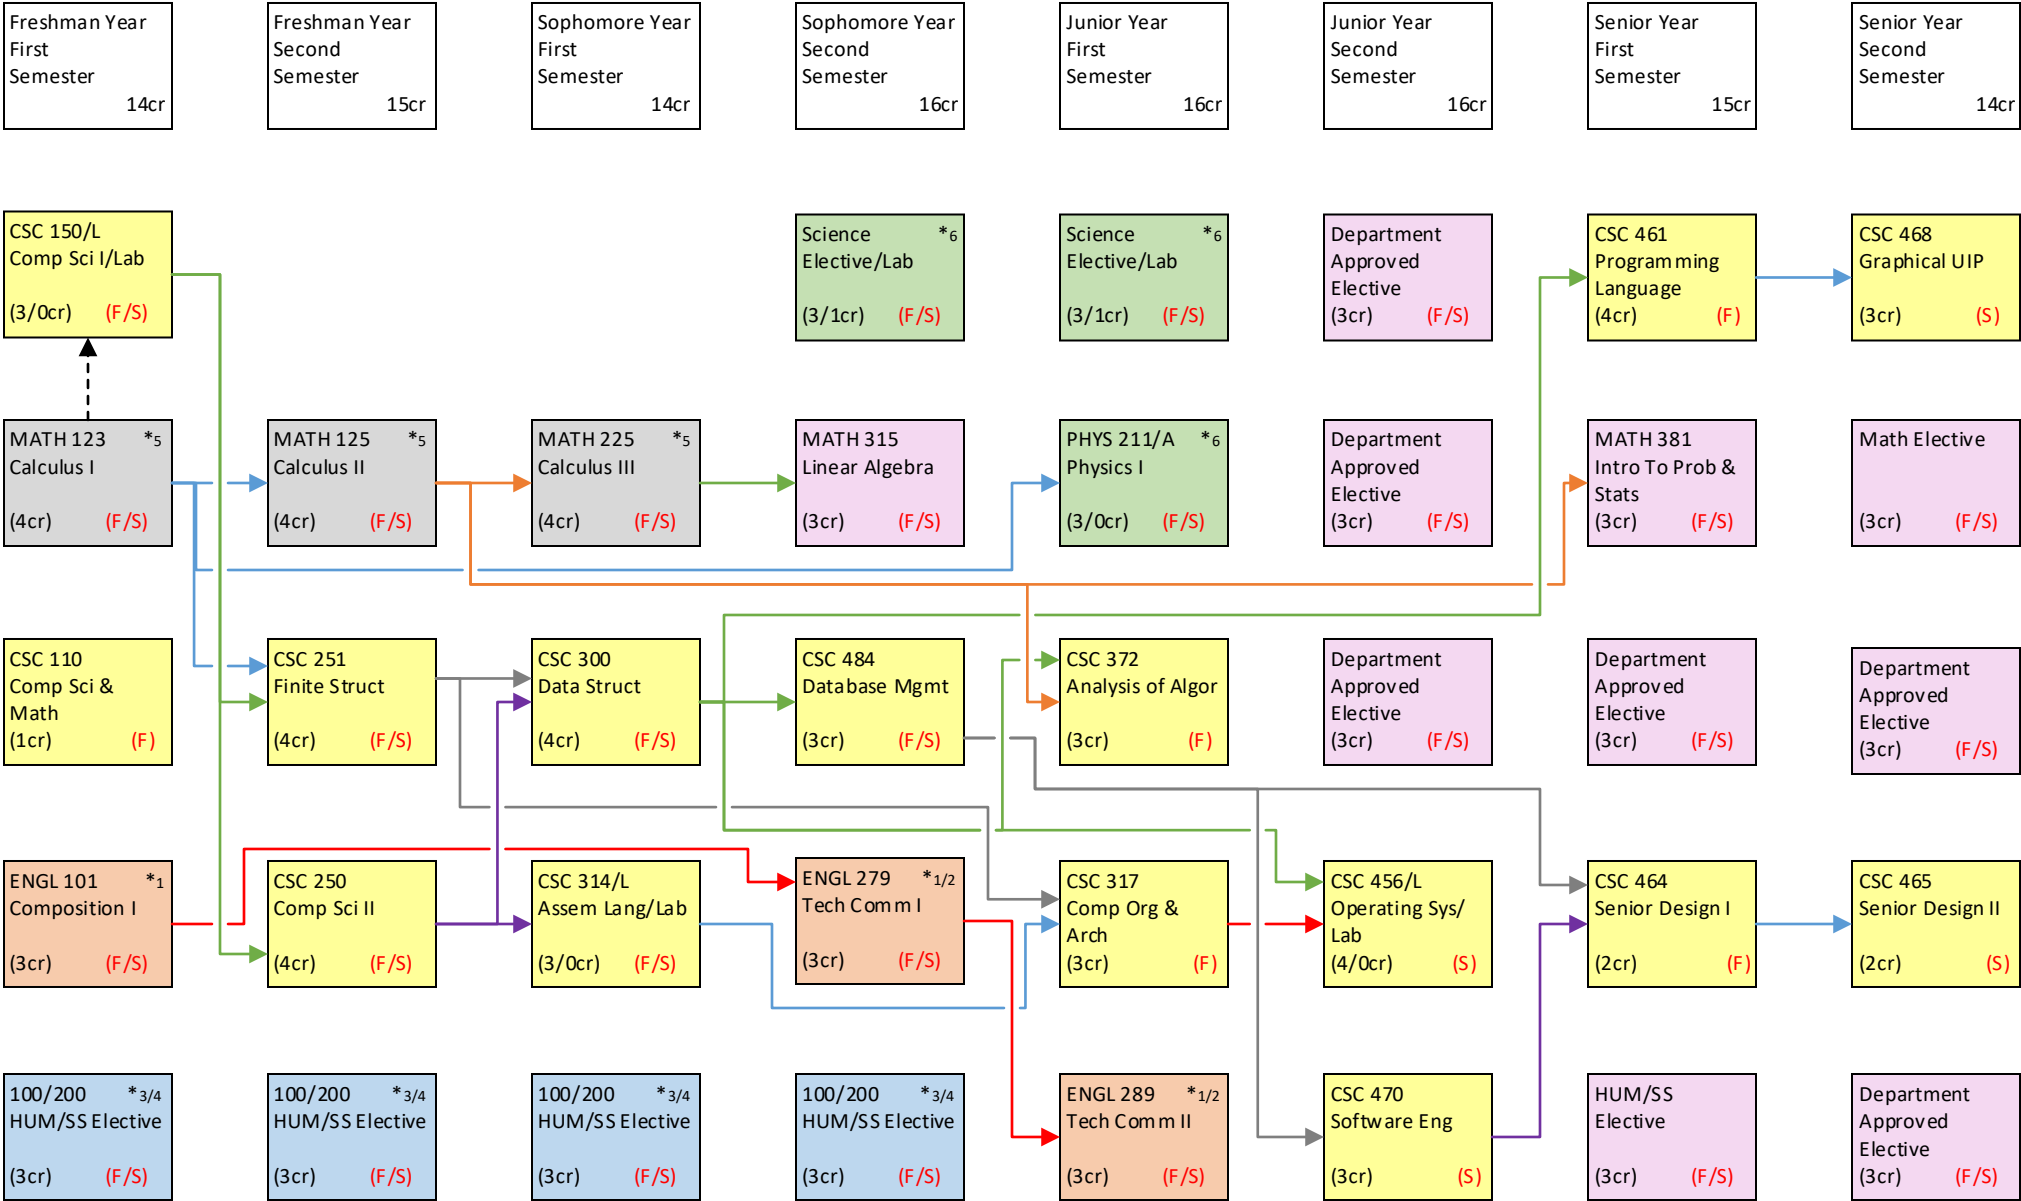 Freshman Year
First
Semester
14cr
Freshman Year
Second
Semester
15cr
Sophomore Year
First
Semester
14cr
Sophomore Year
Second
Semester
16cr
Junior Year
First
Semester
16cr
Junior Year
Second
Semester
16cr
Senior Year
First
Semester
15cr
Senior Year
Second
Semester
14cr
CSC 150/L
Comp Sci I/Lab
(3/0cr) (F/S)
Science *6
Elective/Lab
(3/1cr) (F/S)
Science *6
Elective/Lab
(3/1cr) (F/S)
Department
Approved
Elective
(3cr) (F/S)
CSC 461
Programming
Language
(4cr) (F)
CSC 468
Graphical UIP
(3cr) (S)
MATH 123 *5
Calculus I
(4cr) (F/S)
MATH 125 *5
Calculus II
(4cr) (F/S)
MATH 225 *5
Calculus III
(4cr) (F/S)
MATH 315
Linear Algebra
(3cr) (F/S)
PHYS 211/A *6
Physics I
(3/0cr) (F/S)
Department
Approved
Elective
(3cr) (F/S)
MATH 381
Intro To Prob &
Stats
(3cr) (F/S)
Math Elective
(3cr) (F/S)
CSC 110
Comp Sci &
Math
(1cr) (F)
CSC 251
Finite Struct
(4cr) (F/S)
CSC 300
Data Struct
(4cr) (F/S)
CSC 484
Database Mgmt
(3cr) (F/S)
CSC 372
Analysis of Algor
(3cr) (F)
Department
Approved
Elective
(3cr) (F/S)
Department
Approved
Elective
(3cr) (F/S)
Department
Approved
Elective
(3cr) (F/S)
ENGL 101 *1
Composition I
(3cr) (F/S)
CSC 250
Comp Sci II
(4cr) (F/S)
CSC 314/L
Assem Lang/Lab
(3/0cr) (F/S)
ENGL 279 *1/2
Tech Comm I
(3cr) (F/S)
CSC 317
Comp Org &
Arch
(3cr) (F)
CSC 456/L
Operating Sys/
Lab
(4/0cr) (S)
CSC 464
Senior Design I
(2cr) (F)
CSC 465
Senior Design II
(2cr) (S)
100/200 *3/4
HUM/SS Elective
(3cr) (F/S)
100/200 *3/4
HUM/SS Elective
(3cr) (F/S)
100/200 *3/4
HUM/SS Elective
(3cr) (F/S)
100/200 *3/4
HUM/SS Elective
(3cr) (F/S)
ENGL 289 *1/2
Tech Comm II
(3cr) (F/S)
CSC 470
Software Eng
(3cr) (S)
HUM/SS
Elective
(3cr) (F/S)
Department
Approved
Elective
(3cr) (F/S)